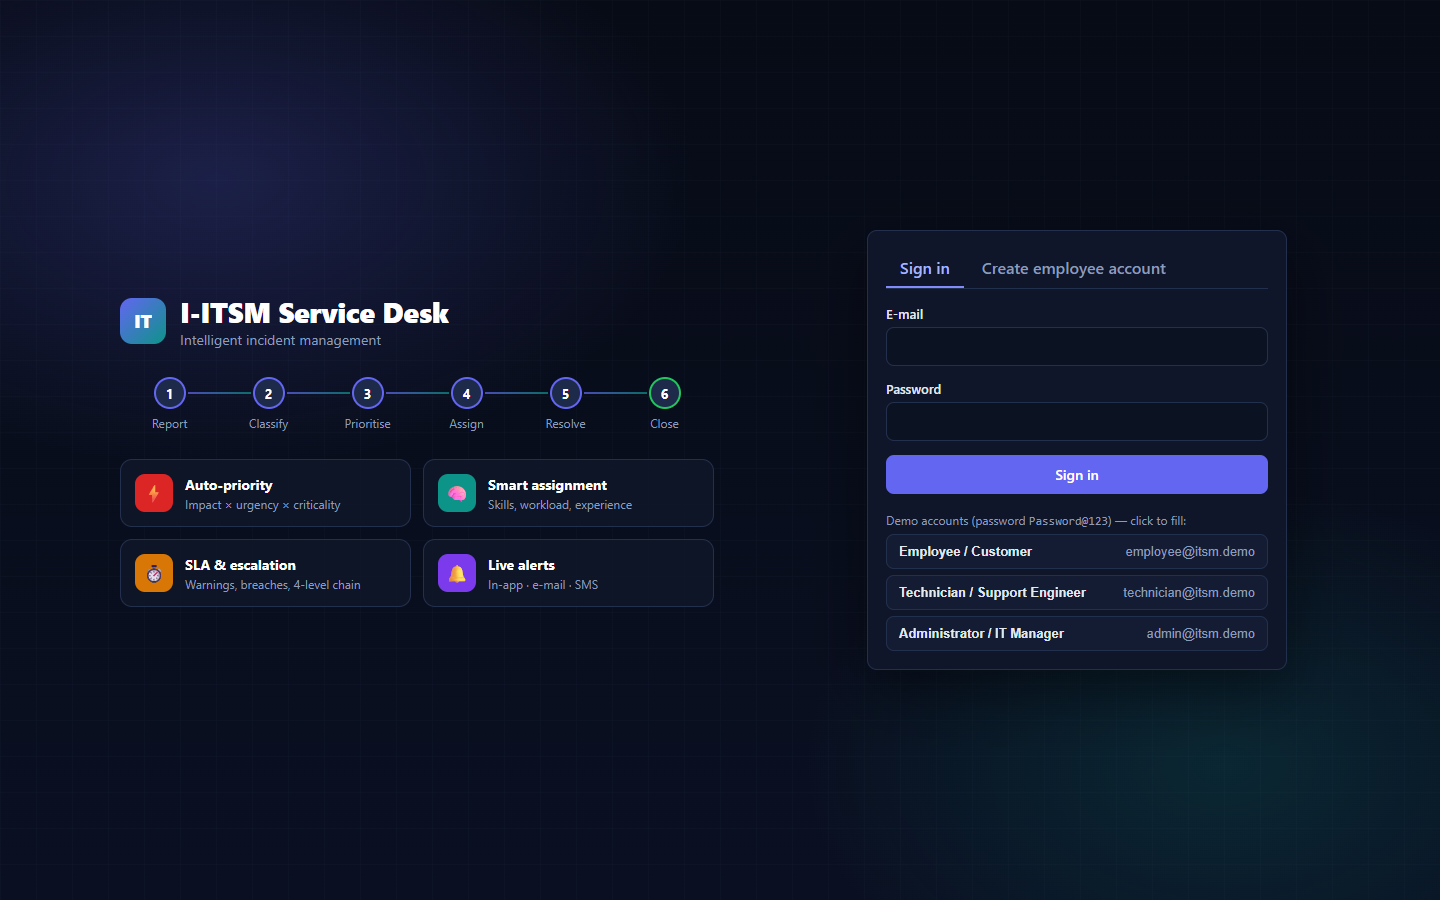 IT
I-ITSM Service Desk
Intelligent incident management
1 2 3 4 5 6
Report Classify Prioritise Assign Resolve Close
Auto-priority
Impact × urgency × criticality
Smart assignment
Skills, workload, experience
SLA & escalation
Warnings, breaches, 4-level chain
Live alerts
In-app · e-mail · SMS
Sign in Create employee account
E-mail
Password
Sign in
Demo accounts (password Password@123) — click to fill:
Employee / Customer employee@itsm.demo
Technician / Support Engineer technician@itsm.demo
Administrator / IT Manager admin@itsm.demo